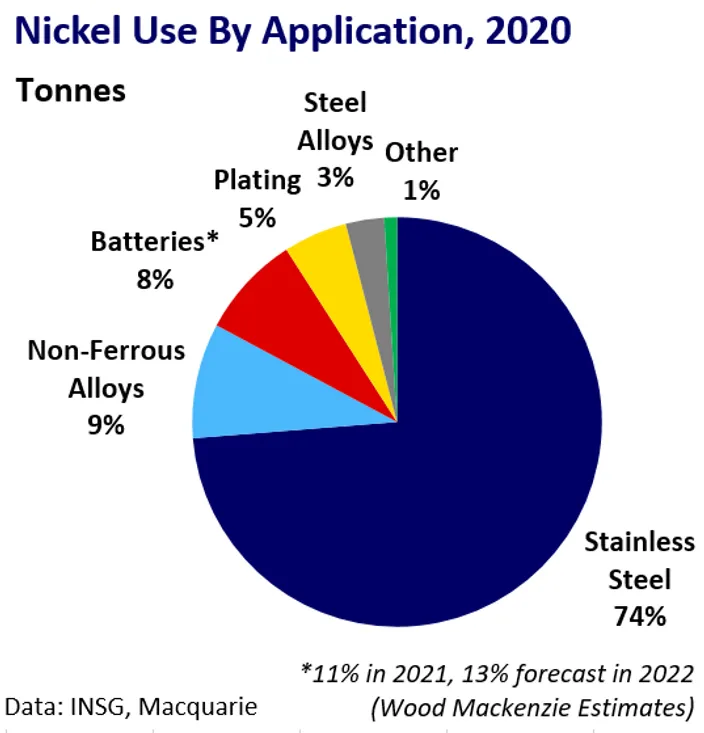 Nickel Use By Application, 2020
Tonnes
Steel
Alloys
3%
Other
1%
Plating
5%
Batteries*
8%
Non-Ferrous
Alloys
9%
Stainless
Steel
74%
*11% in 2021, 13% forecast in 2022
(Wood Mackenzie Estimates)
Data: INSG, Macquarie